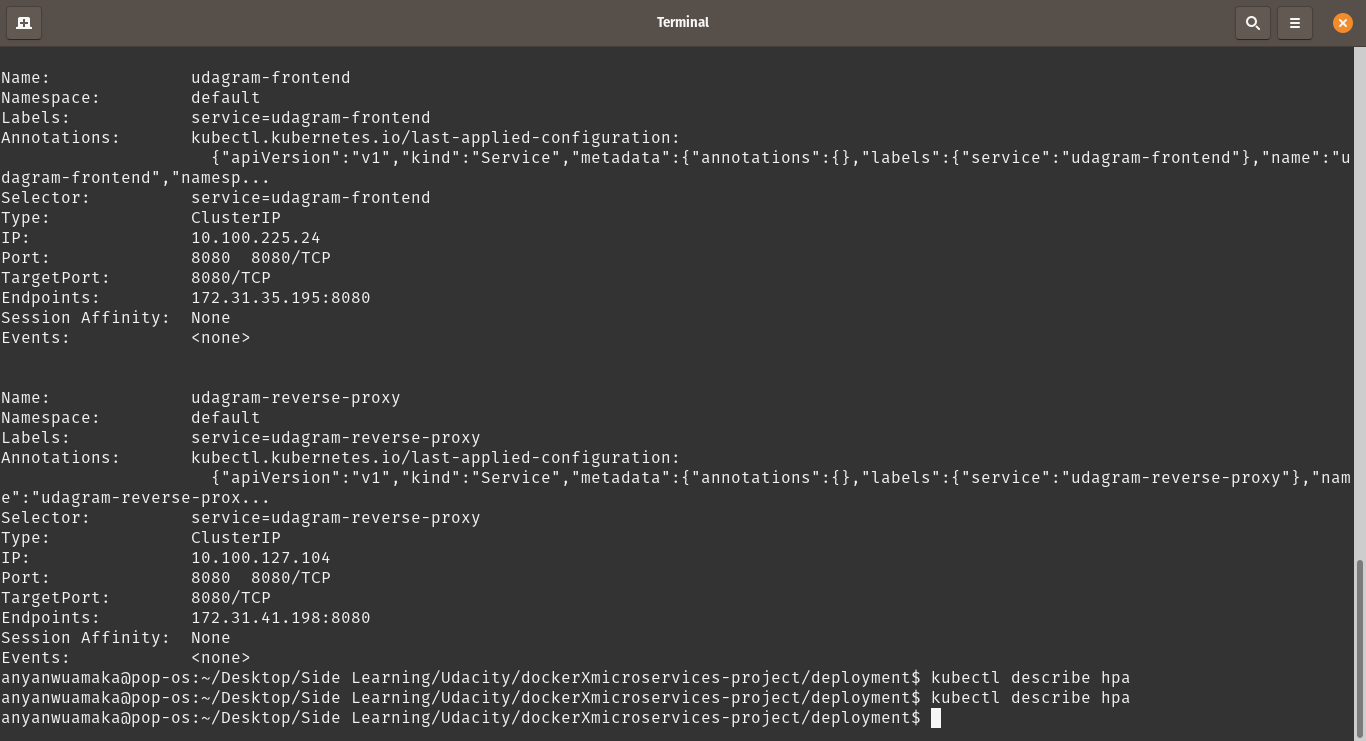 Terminal
Name:              udagram-frontend
Namespace:         default
Labels:            service=udagram-frontend
Annotations:       kubectl.kubernetes.io/last-applied-configuration:
                     {"apiVersion":"v1","kind":"Service","metadata":{"annotations":{},"labels":{"service":"udagram-frontend"},"name":"u
dagram-frontend","namesp...
Selector:          service=udagram-frontend
Type:              ClusterIP
IP:                10.100.225.24
Port:              8080  8080/TCP
TargetPort:        8080/TCP
Endpoints:         172.31.35.195:8080
Session Affinity:  None
Events:            <none>
Name:              udagram-reverse-proxy
Namespace:         default
Labels:            service=udagram-reverse-proxy
Annotations:       kubectl.kubernetes.io/last-applied-configuration:
                     {"apiVersion":"v1","kind":"Service","metadata":{"annotations":{},"labels":{"service":"udagram-reverse-proxy"},"nam
e":"udagram-reverse-prox...
Selector:          service=udagram-reverse-proxy
Type:              ClusterIP
IP:                10.100.127.104
Port:              8080  8080/TCP
TargetPort:        8080/TCP
Endpoints:         172.31.41.198:8080
Session Affinity:  None
Events:            <none>
anyanwuamaka@pop-os:~/Desktop/Side Learning/Udacity/dockerXmicroservices-project/deployment$ kubectl describe hpa
anyanwuamaka@pop-os:~/Desktop/Side Learning/Udacity/dockerXmicroservices-project/deployment$ kubectl describe hpa
anyanwuamaka@pop-os:~/Desktop/Side Learning/Udacity/dockerXmicroservices-project/deployment$